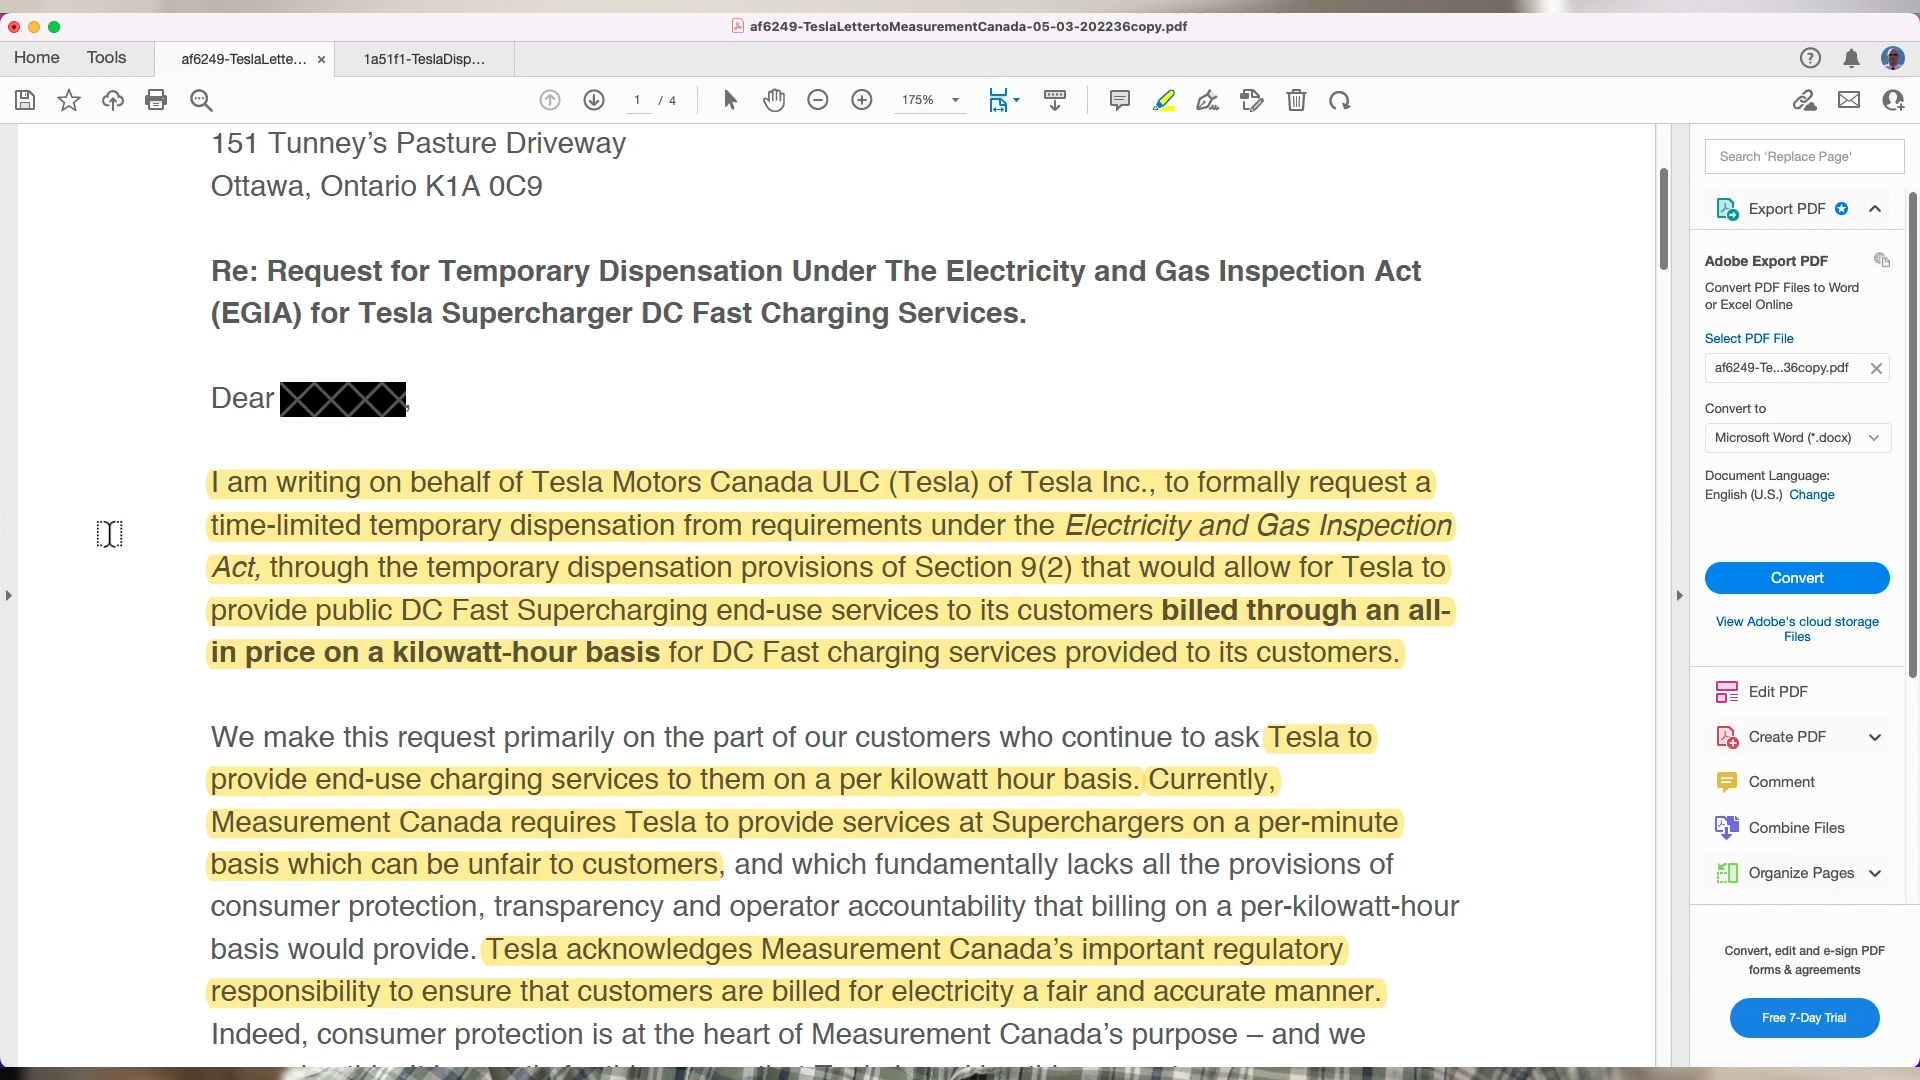 af6249-TeslaLettertoMeasurementCanada-05-03-202236copy.pdf
Home
Tools
af6249-TeslaLette...
1a51f1-TeslaDisp...
1 / 4
175%
151 Tunney’s Pasture Driveway
Ottawa, Ontario K1A 0C9
Re: Request for Temporary Dispensation Under The Electricity and Gas Inspection Act
(EGIA) for Tesla Supercharger DC Fast Charging Services.
Dear ,
I am writing on behalf of Tesla Motors Canada ULC (Tesla) of Tesla Inc., to formally request a
time-limited temporary dispensation from requirements under the Electricity and Gas Inspection
Act, through the temporary dispensation provisions of Section 9(2) that would allow for Tesla to
provide public DC Fast Supercharging end-use services to its customers billed through an all-
in price on a kilowatt-hour basis for DC Fast charging services provided to its customers.
We make this request primarily on the part of our customers who continue to ask Tesla to
provide end-use charging services to them on a per kilowatt hour basis. Currently,
Measurement Canada requires Tesla to provide services at Superchargers on a per-minute
basis which can be unfair to customers, and which fundamentally lacks all the provisions of
consumer protection, transparency and operator accountability that billing on a per-kilowatt-hour
basis would provide. Tesla acknowledges Measurement Canada’s important regulatory
responsibility to ensure that customers are billed for electricity a fair and accurate manner.
Indeed, consumer protection is at the heart of Measurement Canada’s purpose – and we
Search 'Replace Page'
Export PDF
Adobe Export PDF
Convert PDF Files to Word
or Excel Online
Select PDF File
af6249-Te...36copy.pdf
Convert to
Microsoft Word (*.docx)
Document Language:
English (U.S.) Change
Convert
View Adobe's cloud storage
Files
Edit PDF
Create PDF
Comment
Combine Files
Organize Pages
Convert, edit and e-sign PDF
forms & agreements
Free 7-Day Trial